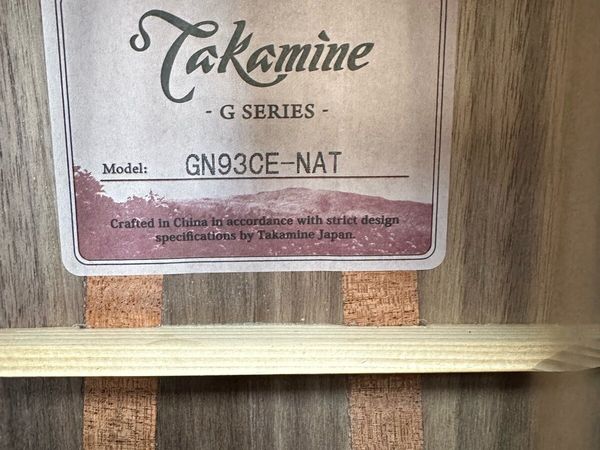 Takamine
- G SERIES -
Model: GN93CE-NAT
Crafted in China in accordance with strict design
specifications by Takamine Japan.